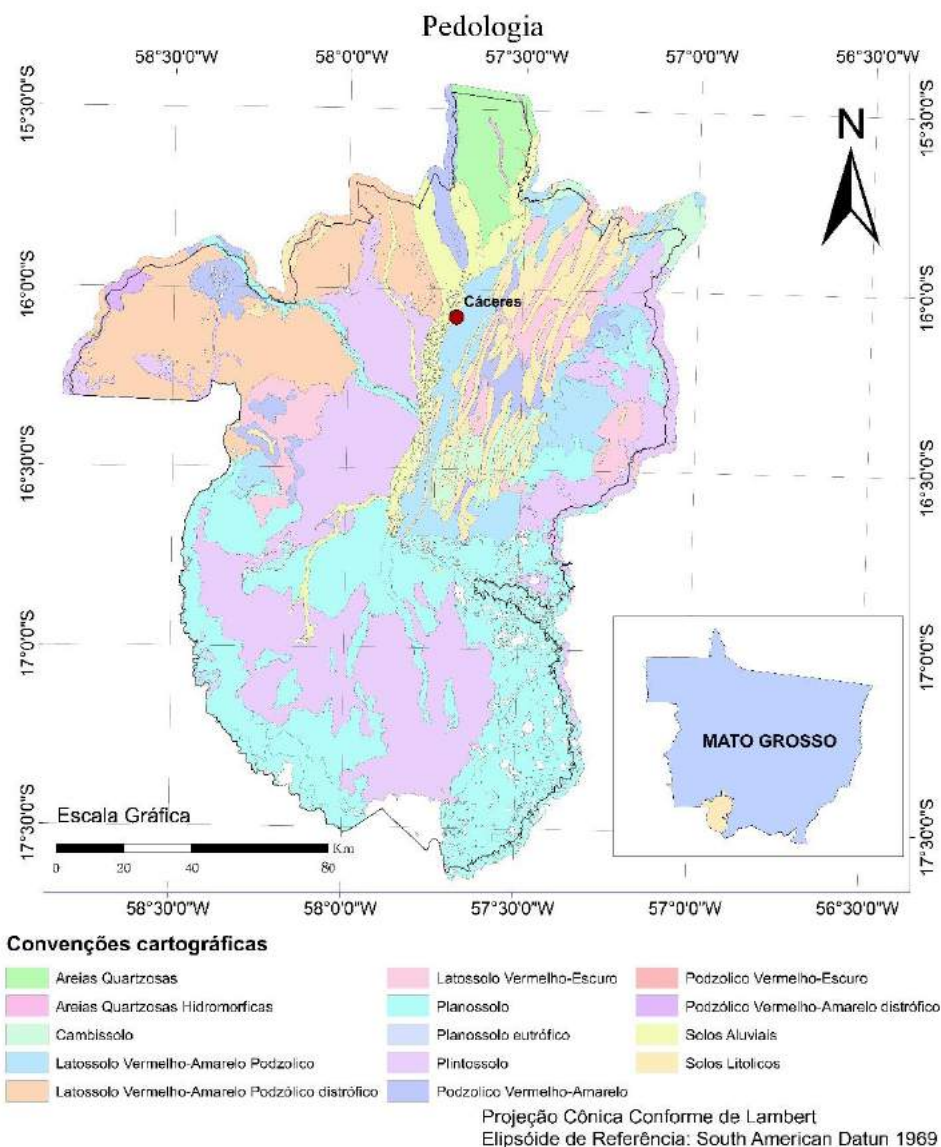 Pedologia
58°30'0"W 58°0'0"W 57°30'0"W 57°0'0"W 56°30'0"W
15°30'0"S 15°30'0"S
N
16°0'0"S 16°0'0"S
Cáceres
16°30'0"S 16°30'0"S
17°0'0"S 17°0'0"S
MATO GROSSO
17°30'0"S 17°30'0"S
Escala Gráfica
Km
0 20 40 60 80
58°30'0"W 58°0'0"W 57°30'0"W 57°0'0"W 56°30'0"W
Convenções cartográficas
Areias Quartzosas
Areias Quartzosas Hidromorficas
Cambissolo
Latossolo Vermelho-Amarelo Podzolico
Latossolo Vermelho-Amarelo Podzólico distrófico
Latossolo Vermelho-Escuro
Planossolo
Planossolo eutrófico
Plintossolo
Podzolico Vermelho-Amarelo
Podzolico Vermelho-Escuro
Podzólico Vermelho-Amarelo distrófico
Solos Aluviais
Solos Litolicos
Projeção Cônica Conforme de Lambert
Elipsóide de Referência: South American Datun 1969